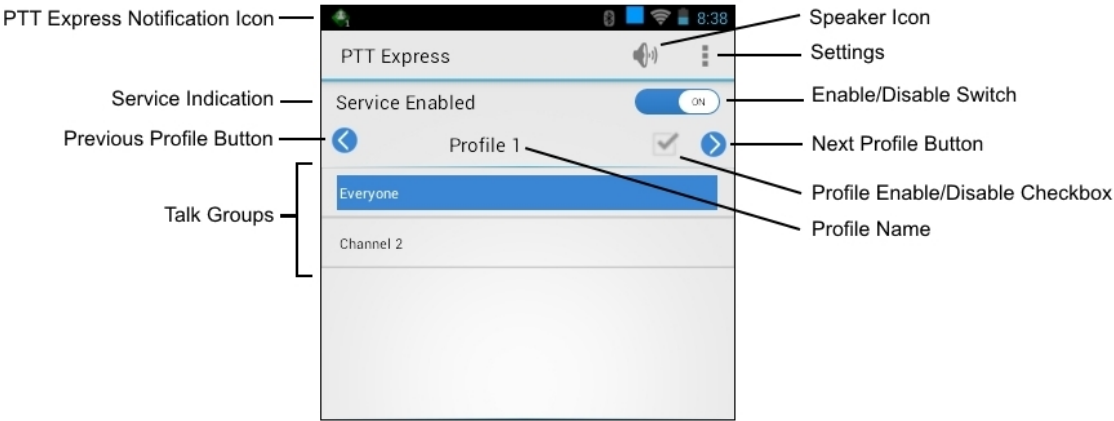 PTT Express Notification Icon
1
8:38
Speaker Icon
PTT Express
Settings
Service Indication
Service Enabled
ON
Enable/Disable Switch
Previous Profile Button
Profile 1
Next Profile Button
Profile Enable/Disable Checkbox
Talk Groups
Everyone
Profile Name
Channel 2